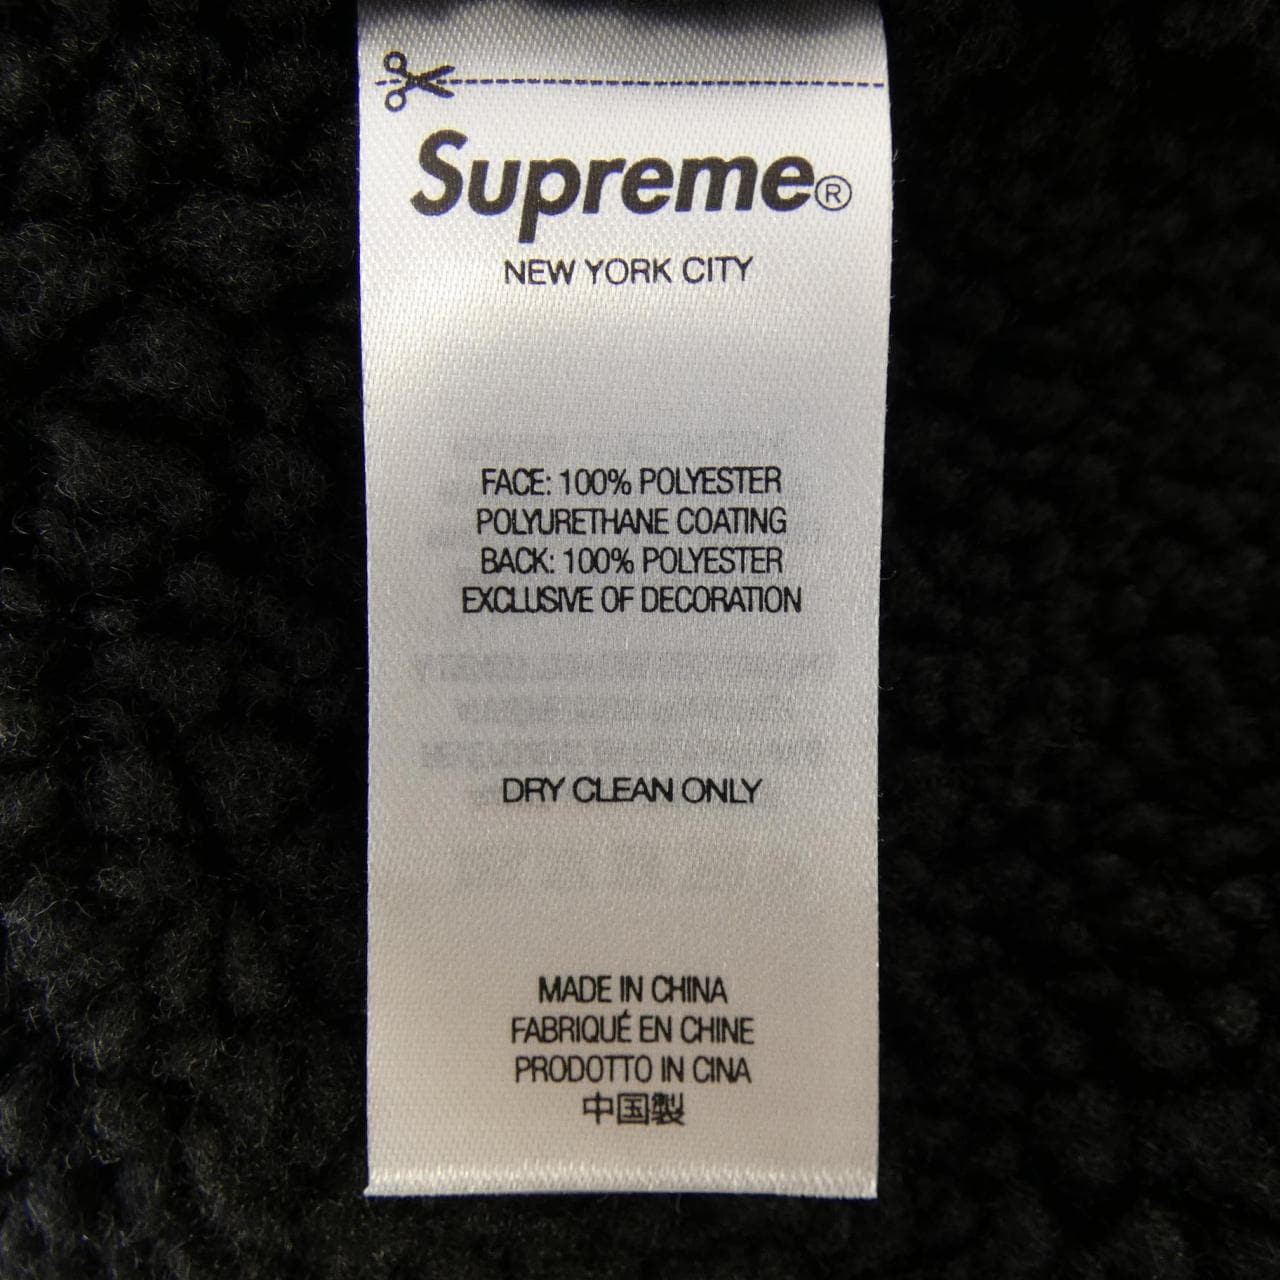 Supreme®
NEW YORK CITY
FACE: 100% POLYESTER
POLYURETHANE COATING
BACK: 100% POLYESTER
EXCLUSIVE OF DECORATION
DRY CLEAN ONLY
MADE IN CHINA
FABRIQUÉ EN CHINE
PRODOTTO IN CINA
中国製